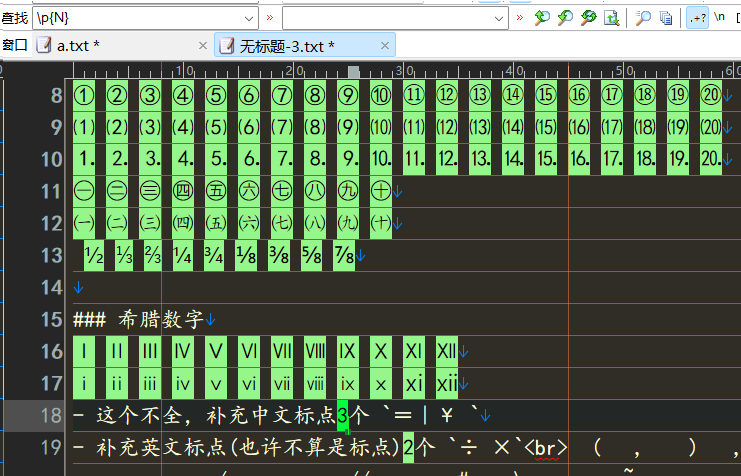 查找 \p{N} » » .+? \n
窗口 a.txt * × 无标题-3.txt * ×
0 10 20 30 40 50 60
8 ① ② ③ ④ ⑤ ⑥ ⑦ ⑧ ⑨ ⑩ ⑪ ⑫ ⑬ ⑭ ⑮ ⑯ ⑰ ⑱ ⑲ ⑳↓
9 ⑴ ⑵ ⑶ ⑷ ⑸ ⑹ ⑺ ⑻ ⑼ ⑽ ⑾ ⑿ ⒀ ⒁ ⒂ ⒃ ⒄ ⒅ ⒆ ⒇↓
10 ⒈ ⒉ ⒊ ⒋ ⒌ ⒍ ⒎ ⒏ ⒐ ⒑ ⒒ ⒓ ⒔ ⒕ ⒖ ⒗ ⒘ ⒙ ⒚ ⒛↓
11 ㊀ ㊁ ㊂ ㊃ ㊄ ㊅ ㊆ ㊇ ㊈ ㊉↓
12 ㈠ ㈡ ㈢ ㈣ ㈤ ㈥ ㈦ ㈧ ㈨ ㈩↓
13 ½ ⅓ ⅔ ¼ ¾ ⅛ ⅜ ⅝ ⅞↓
14 ↓
15 ### 希腊数字↓
16 Ⅰ Ⅱ Ⅲ Ⅳ Ⅴ Ⅵ Ⅶ Ⅷ Ⅸ Ⅹ Ⅺ Ⅻ↓
17 ⅰ ⅱ ⅲ ⅳ ⅴ ⅵ ⅶ ⅷ ⅸ ⅹ ⅺ ⅻ↓
18 - 这个不全，补充中文标点3个 `＝｜￥ `↓
19 - 补充英文标点(也许不算是标点)2个 `÷ ×`<br> ( , ) ,